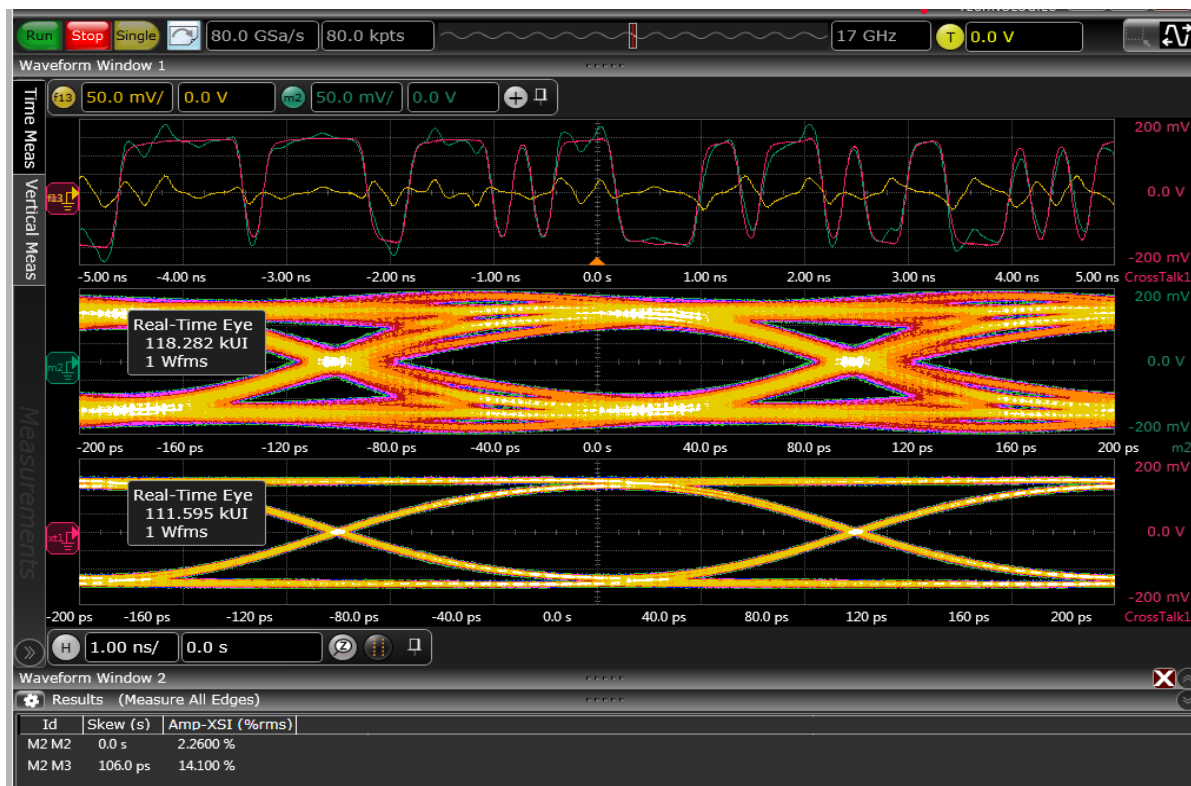 TECHNOLOGIES
Run Stop Single 80.0 GSa/s 80.0 kpts 17 GHz T 0.0 V
Waveform Window 1
Time Meas
Vertical Meas
Measurements
f13 50.0 mV/ 0.0 V m2 50.0 mV/ 0.0 V
200 mV
0.0 V
-200 mV
-5.00 ns -4.00 ns -3.00 ns -2.00 ns -1.00 ns 0.0 s 1.00 ns 2.00 ns 3.00 ns 4.00 ns 5.00 ns CrossTalk1
200 mV
Real-Time Eye
118.282 kUI
1 Wfms
m2
0.0 V
-200 mV
-200 ps -160 ps -120 ps -80.0 ps -40.0 ps 0.0 s 40.0 ps 80.0 ps 120 ps 160 ps 200 ps m2
200 mV
Real-Time Eye
111.595 kUI
1 Wfms
xt1
0.0 V
-200 mV
-200 ps -160 ps -120 ps -80.0 ps -40.0 ps 0.0 s 40.0 ps 80.0 ps 120 ps 160 ps 200 ps CrossTalk1
H 1.00 ns/ 0.0 s Z
Waveform Window 2
Results (Measure All Edges)
Id Skew (s) Amp-XSI (%rms)
M2 M2 0.0 s 2.2600 %
M2 M3 106.0 ps 14.100 %